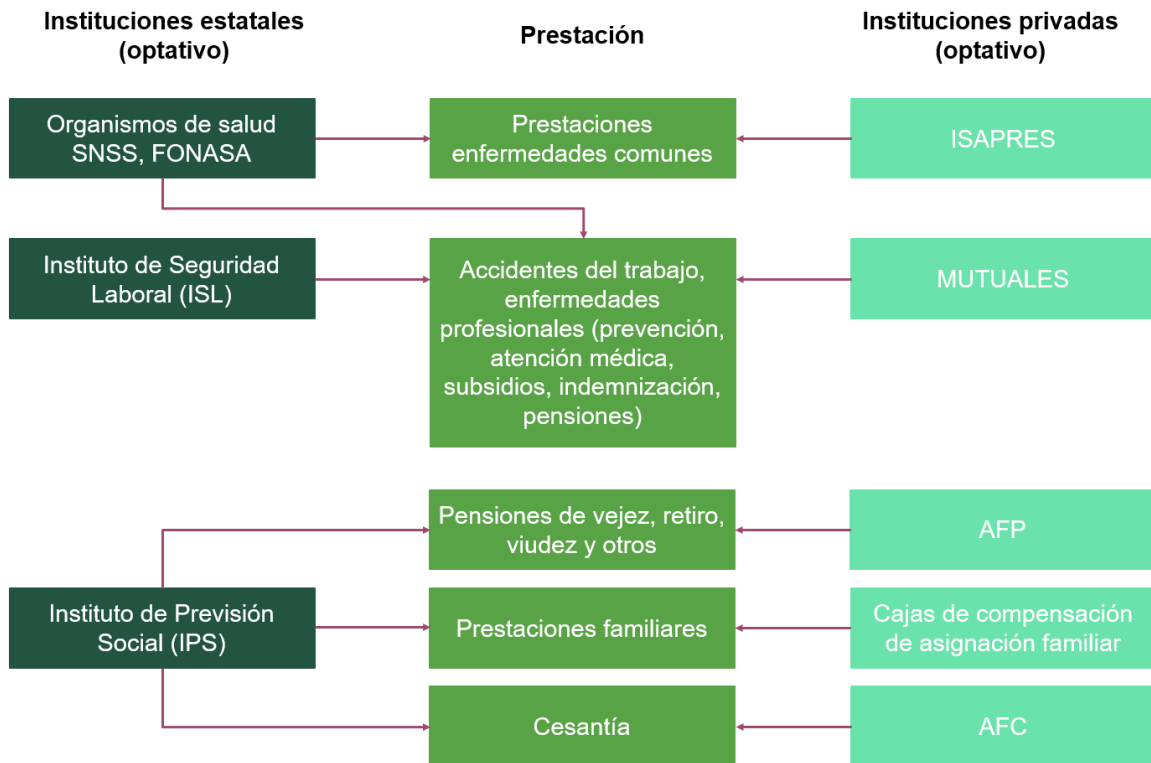 Instituciones estatales
(optativo)
Prestación
Instituciones privadas
(optativo)
Organismos de salud
SNSS, FONASA
Prestaciones
enfermedades comunes
ISAPRES
Instituto de Seguridad
Laboral (ISL)
Accidentes del trabajo,
enfermedades
profesionales (prevención,
atención médica,
subsidios, indemnización,
pensiones)
MUTUALES
Pensiones de vejez, retiro,
viudez y otros
AFP
Instituto de Previsión
Social (IPS)
Prestaciones familiares
Cajas de compensación
de asignación familiar
Cesantía
AFC